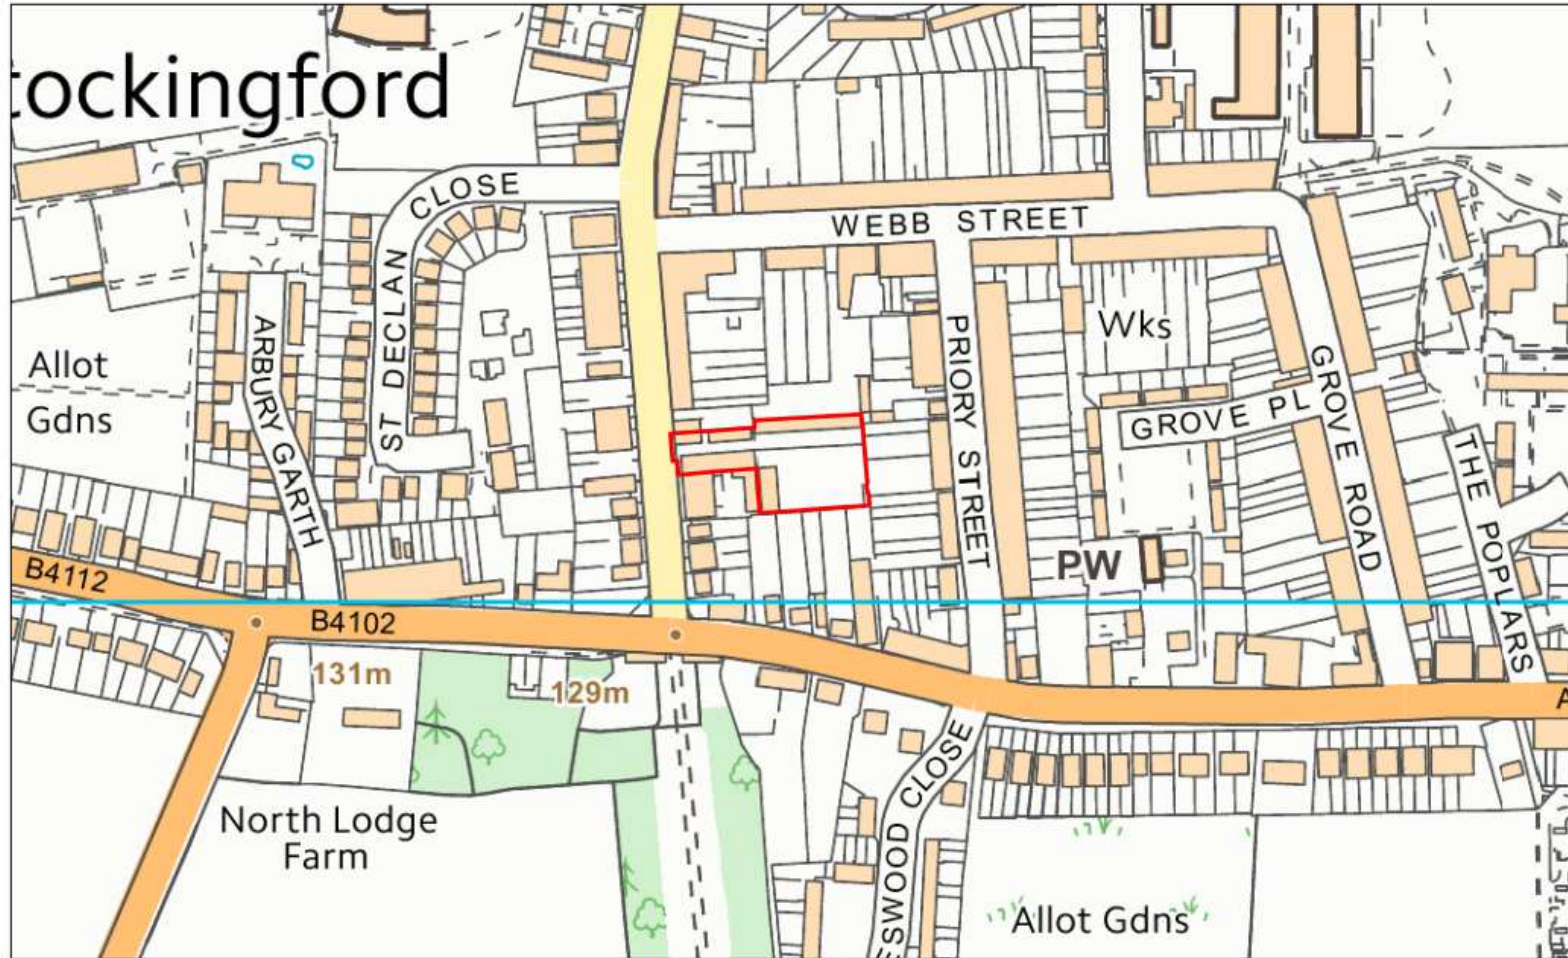 tockingford
CLOSE
WEBB STREET
ST DECLAN
ARBURY GARTH
Allot
Gdns
Wks
PRIORY STREET
GROVE PL
GROVE ROAD
THE POPLARS
PW
B4112
B4102
131m
129m
North Lodge
Farm
ESWOOD CLOSE
Allot Gdns